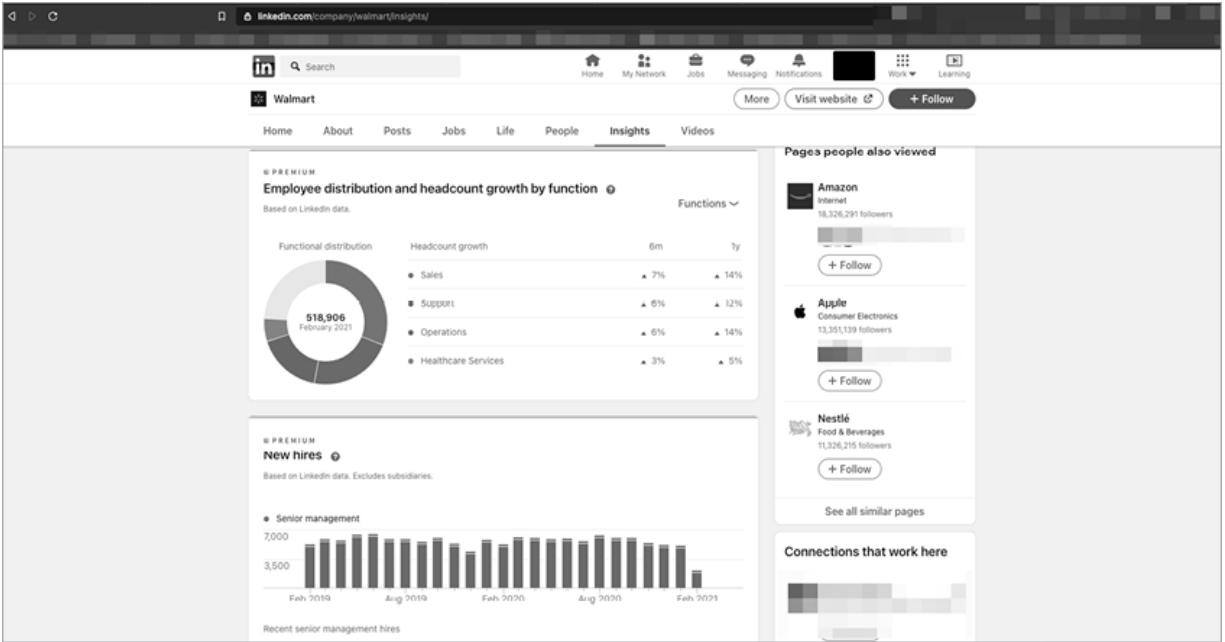 linkedin.com/company/walmart/insights/
in
Search
Home
My Network
Jobs
Messaging
Notifications
Work
Learning
Walmart
More
Visit website
+ Follow
Home About Posts Jobs Life People Insights Videos
PREMIUM
Employee distribution and headcount growth by function
Based on LinkedIn data.
Functions
Functional distribution
518,906
February 2021
Headcount growth 6m 1y
Sales 7% 14%
Support 6% 12%
Operations 6% 14%
Healthcare Services 3% 5%
PREMIUM
New hires
Based on LinkedIn data. Excludes subsidiaries.
Senior management
7,000
3,500
Feb 2019 Aug 2019 Feb 2020 Aug 2020 Feb 2021
Recent senior management hires
Pages people also viewed
Amazon
Internet
18,326,291 followers
+ Follow
Apple
Consumer Electronics
13,351,139 followers
+ Follow
Nestlé
Food & Beverages
11,326,215 followers
+ Follow
See all similar pages
Connections that work here